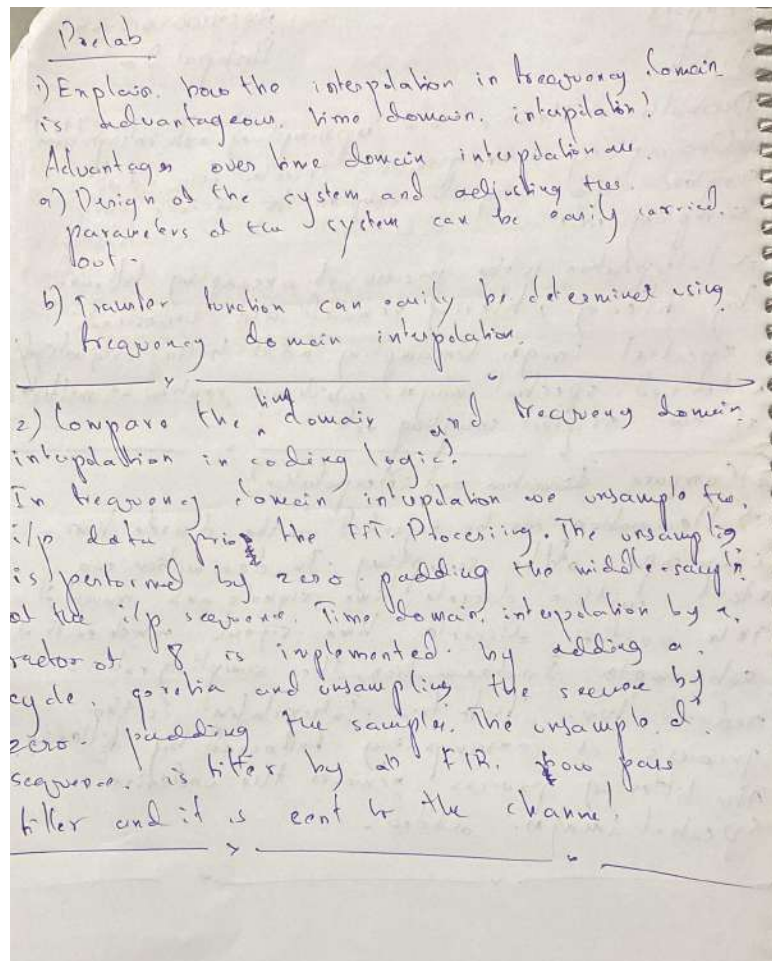 Prelab
1) Explain how the interpolation in frequency domain
is advantageous. time domain. interpolation?
Advantages over time domain interpolation are.
a) Design of the system and adjusting the
parameters of the system can be easily carried.
out.
b) Transfer function can easily be determined using
frequency domain interpolation.
2) Compare the time domain and frequency domain
interpolation in coding logic?
In frequency domain interpolation we upsample the.
i/p data prior the IFFT. Processing. The upsampling
is performed by zero padding the middle-sample
of the i/p sequence. Time domain. interpolation by a.
factor of 8 is implemented. by adding a.
cycle. and upsampling the sequence by
zero. padding the samples. The upsampled
sequence. is filter by an FIR. low pass
filter and it is sent to the channel.